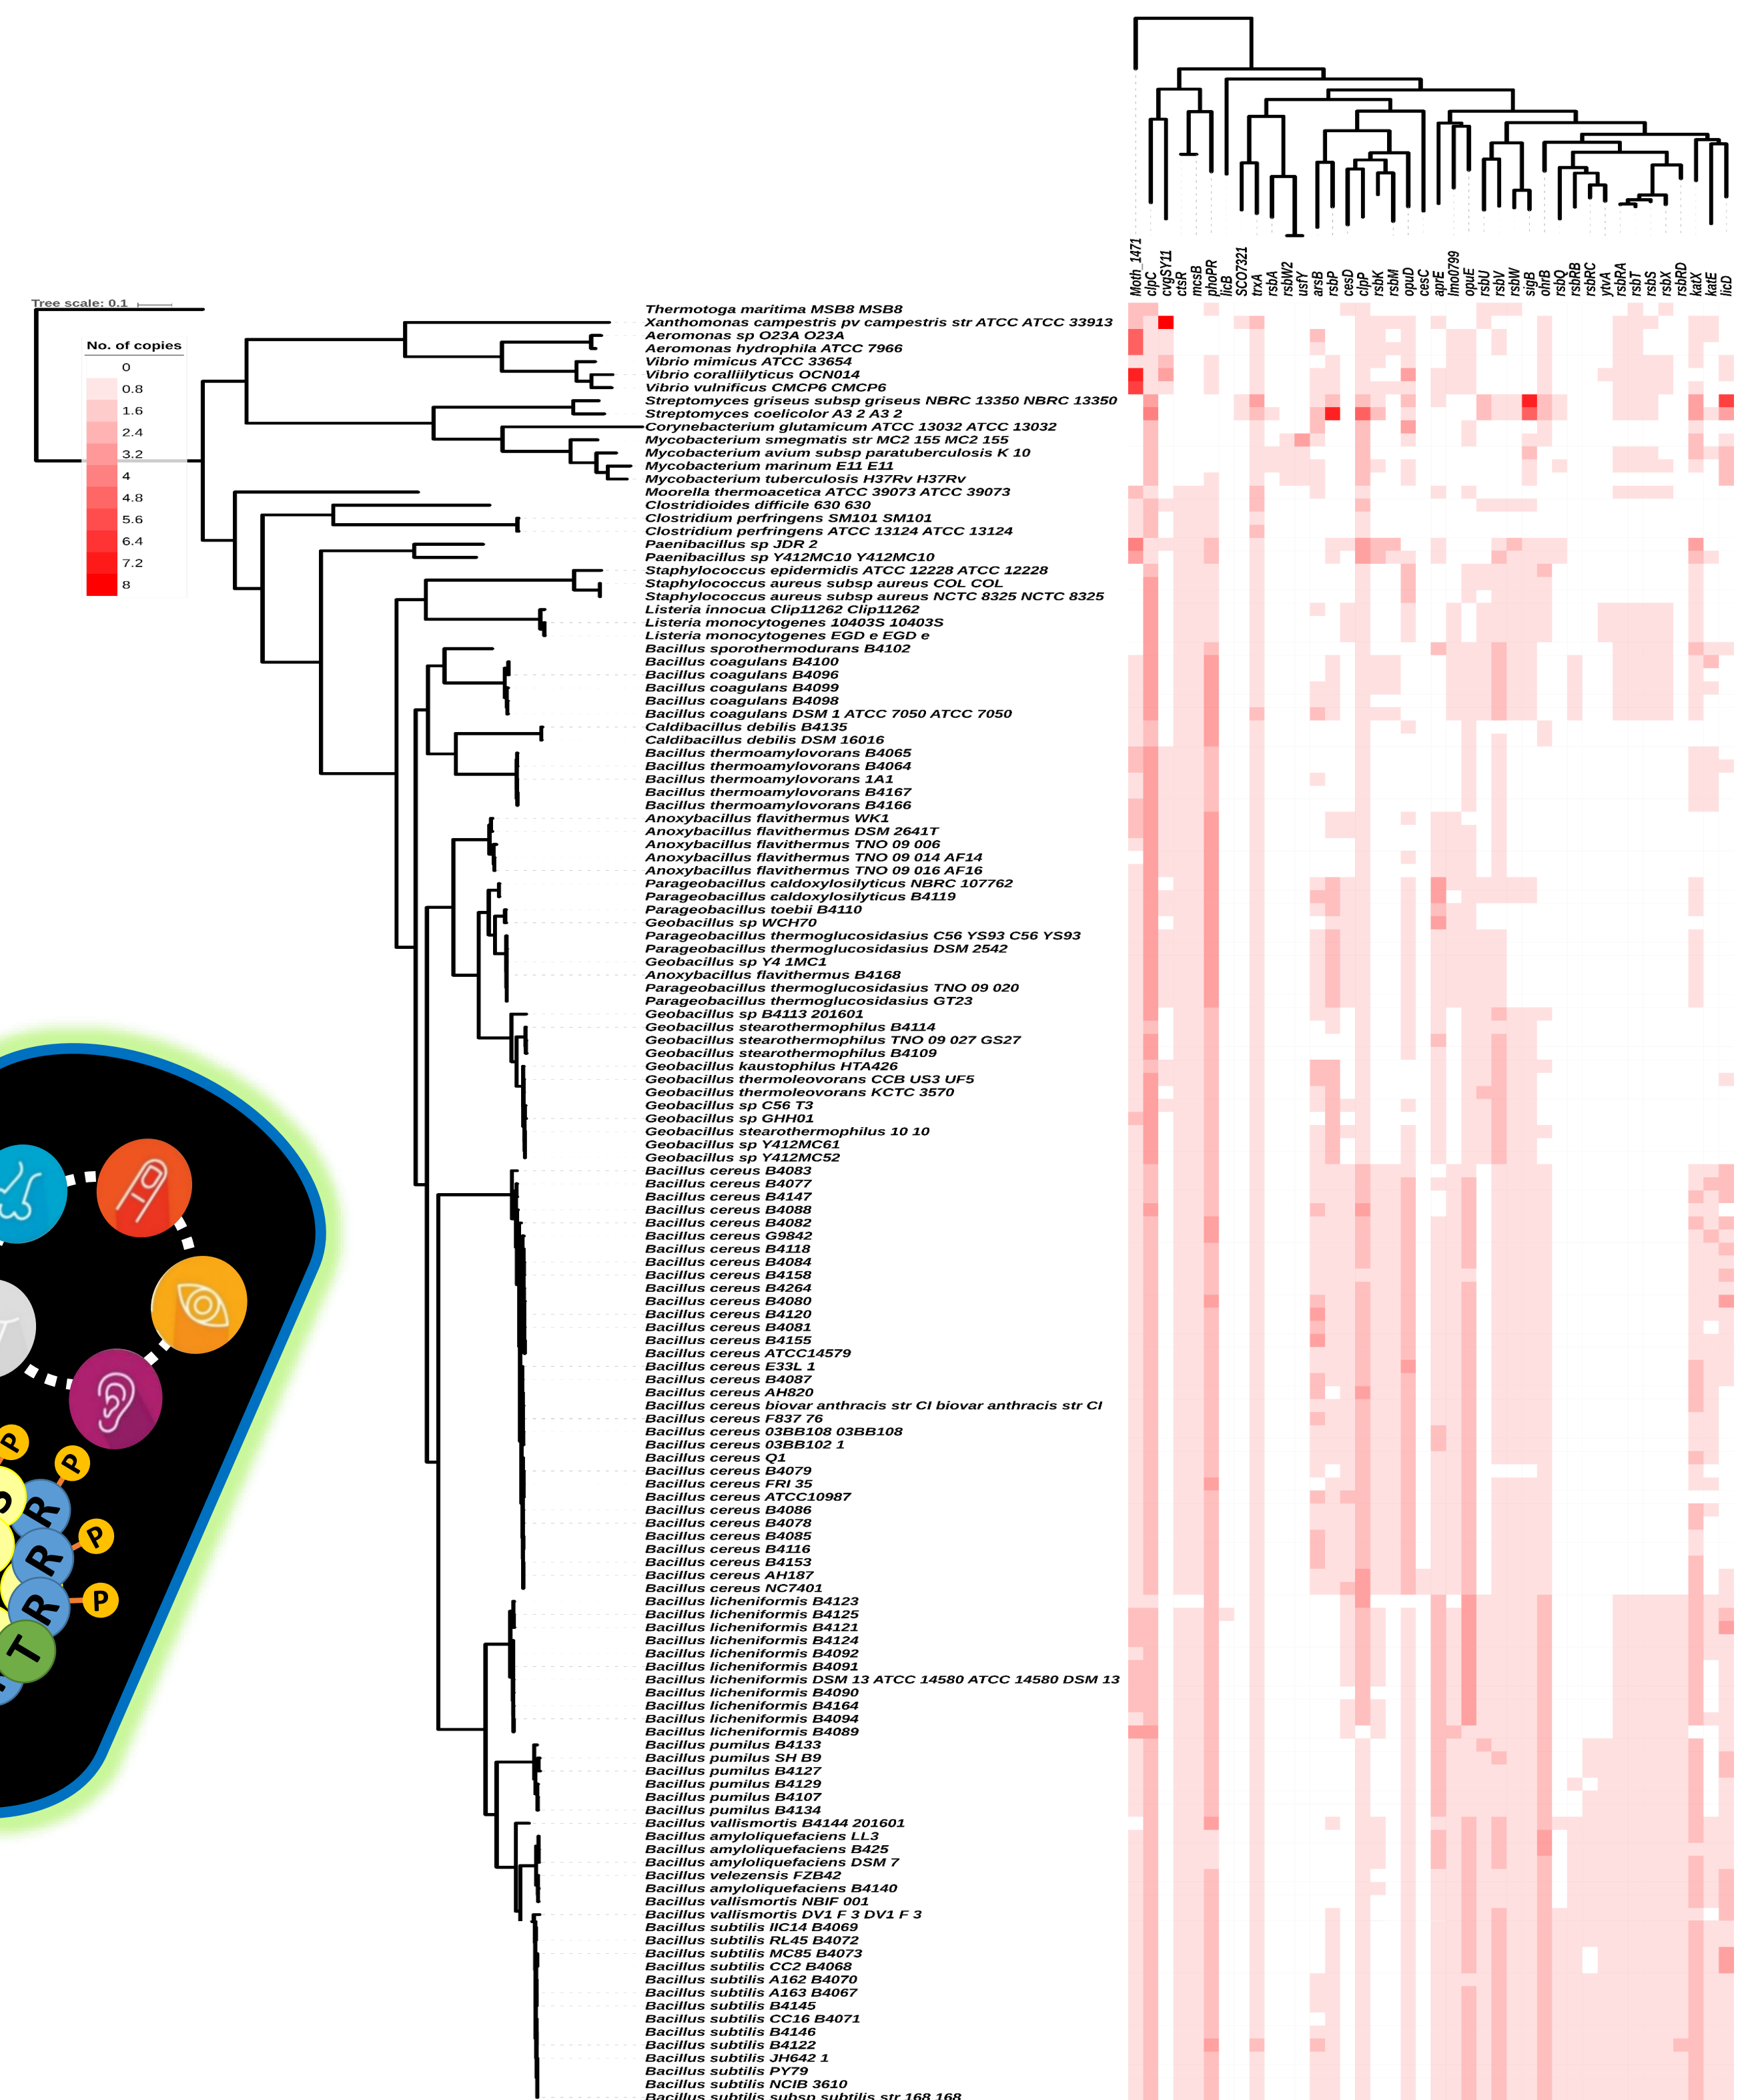 Moth_1471
clpC
cvgSY11
ctsR
mcsB
phoPR
licB
SCO7321
trxA
rsbA
rsbW2
usfY
arsB
rsbP
cesD
clpP
rsbK
rsbM
opuD
cesC
aprE
lmo0799
opuE
rsbU
rsbV
rsbW
sigB
ohrB
rsbQ
rsbRB
rsbRC
ytvA
rsbRA
rsbT
rsbS
rsbX
rsbRD
katX
katE
licD
Tree scale: 0.1
No. of copies
0
0.8
1.6
2.4
3.2
4
4.8
5.6
6.4
7.2
8
Thermotoga maritima MSB8 MSB8
Xanthomonas campestris pv campestris str ATCC ATCC 33913
Aeromonas sp O23A O23A
Aeromonas hydrophila ATCC 7966
Vibrio mimicus ATCC 33654
Vibrio coralliilyticus OCN014
Vibrio vulnificus CMCP6 CMCP6
Streptomyces griseus subsp griseus NBRC 13350 NBRC 13350
Streptomyces coelicolor A3 2 A3 2
Corynebacterium glutamicum ATCC 13032 ATCC 13032
Mycobacterium smegmatis str MC2 155 MC2 155
Mycobacterium avium subsp paratuberculosis K 10
Mycobacterium marinum E11 E11
Mycobacterium tuberculosis H37Rv H37Rv
Moorella thermoacetica ATCC 39073 ATCC 39073
Clostridioides difficile 630 630
Clostridium perfringens SM101 SM101
Clostridium perfringens ATCC 13124 ATCC 13124
Paenibacillus sp JDR 2
Paenibacillus sp Y412MC10 Y412MC10
Staphylococcus epidermidis ATCC 12228 ATCC 12228
Staphylococcus aureus subsp aureus COL COL
Staphylococcus aureus subsp aureus NCTC 8325 NCTC 8325
Listeria innocua Clip11262 Clip11262
Listeria monocytogenes 10403S 10403S
Listeria monocytogenes EGD e EGD e
Bacillus sporothermodurans B4102
Bacillus coagulans B4100
Bacillus coagulans B4096
Bacillus coagulans B4099
Bacillus coagulans B4098
Bacillus coagulans DSM 1 ATCC 7050 ATCC 7050
Caldibacillus debilis B4135
Caldibacillus debilis DSM 16016
Bacillus thermoamylovorans B4065
Bacillus thermoamylovorans B4064
Bacillus thermoamylovorans 1A1
Bacillus thermoamylovorans B4167
Bacillus thermoamylovorans B4166
Anoxybacillus flavithermus WK1
Anoxybacillus flavithermus DSM 2641T
Anoxybacillus flavithermus TNO 09 006
Anoxybacillus flavithermus TNO 09 014 AF14
Anoxybacillus flavithermus TNO 09 016 AF16
Parageobacillus caldoxylosilyticus NBRC 107762
Parageobacillus caldoxylosilyticus B4119
Parageobacillus toebii B4110
Geobacillus sp WCH70
Parageobacillus thermoglucosidasius C56 YS93 C56 YS93
Parageobacillus thermoglucosidasius DSM 2542
Geobacillus sp Y4 1MC1
Anoxybacillus flavithermus B4168
Parageobacillus thermoglucosidasius TNO 09 020
Parageobacillus thermoglucosidasius GT23
Geobacillus sp B4113 201601
Geobacillus stearothermophilus B4114
Geobacillus stearothermophilus TNO 09 027 GS27
Geobacillus stearothermophilus B4109
Geobacillus kaustophilus HTA426
Geobacillus thermoleovorans CCB US3 UF5
Geobacillus thermoleovorans KCTC 3570
Geobacillus sp C56 T3
Geobacillus sp GHH01
Geobacillus stearothermophilus 10 10
Geobacillus sp Y412MC61
Geobacillus sp Y412MC52
Bacillus cereus B4083
Bacillus cereus B4077
Bacillus cereus B4147
Bacillus cereus B4088
Bacillus cereus B4082
Bacillus cereus G9842
Bacillus cereus B4118
Bacillus cereus B4084
Bacillus cereus B4158
Bacillus cereus B4264
Bacillus cereus B4080
Bacillus cereus B4120
Bacillus cereus B4081
Bacillus cereus B4155
Bacillus cereus ATCC14579
Bacillus cereus E33L 1
Bacillus cereus B4087
Bacillus cereus AH820
Bacillus cereus biovar anthracis str CI biovar anthracis str CI
Bacillus cereus F837 76
Bacillus cereus 03BB108 03BB108
Bacillus cereus 03BB102 1
Bacillus cereus Q1
Bacillus cereus B4079
Bacillus cereus FRI 35
Bacillus cereus ATCC10987
Bacillus cereus B4086
Bacillus cereus B4078
Bacillus cereus B4085
Bacillus cereus B4116
Bacillus cereus B4153
Bacillus cereus AH187
Bacillus cereus NC7401
Bacillus licheniformis B4123
Bacillus licheniformis B4125
Bacillus licheniformis B4121
Bacillus licheniformis B4124
Bacillus licheniformis B4092
Bacillus licheniformis B4091
Bacillus licheniformis DSM 13 ATCC 14580 ATCC 14580 DSM 13
Bacillus licheniformis B4090
Bacillus licheniformis B4164
Bacillus licheniformis B4094
Bacillus licheniformis B4089
Bacillus pumilus B4133
Bacillus pumilus SH B9
Bacillus pumilus B4127
Bacillus pumilus B4129
Bacillus pumilus B4107
Bacillus pumilus B4134
Bacillus vallismortis B4144 201601
Bacillus amyloliquefaciens LL3
Bacillus amyloliquefaciens B425
Bacillus amyloliquefaciens DSM 7
Bacillus velezensis FZB42
Bacillus amyloliquefaciens B4140
Bacillus vallismortis NBIF 001
Bacillus vallismortis DV1 F 3 DV1 F 3
Bacillus subtilis IIC14 B4069
Bacillus subtilis RL45 B4072
Bacillus subtilis MC85 B4073
Bacillus subtilis CC2 B4068
Bacillus subtilis A162 B4070
Bacillus subtilis A163 B4067
Bacillus subtilis B4145
Bacillus subtilis CC16 B4071
Bacillus subtilis B4146
Bacillus subtilis B4122
Bacillus subtilis JH642 1
Bacillus subtilis PY79
Bacillus subtilis NCIB 3610
Bacillus subtilis subsp subtilis str 168 168
P
P
S
R
P
R
R
P
T